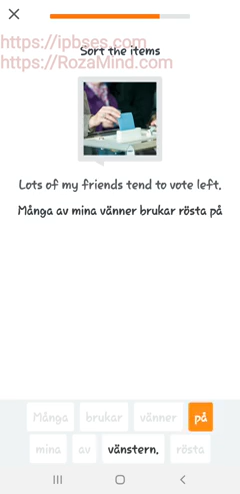 https://ipbses.com
Sort the items
https://RozaMind.com
Lots of my friends tend to vote left.
Många av mina vänner brukar rösta på
Många brukar vänner på
mina av vänstern. rösta